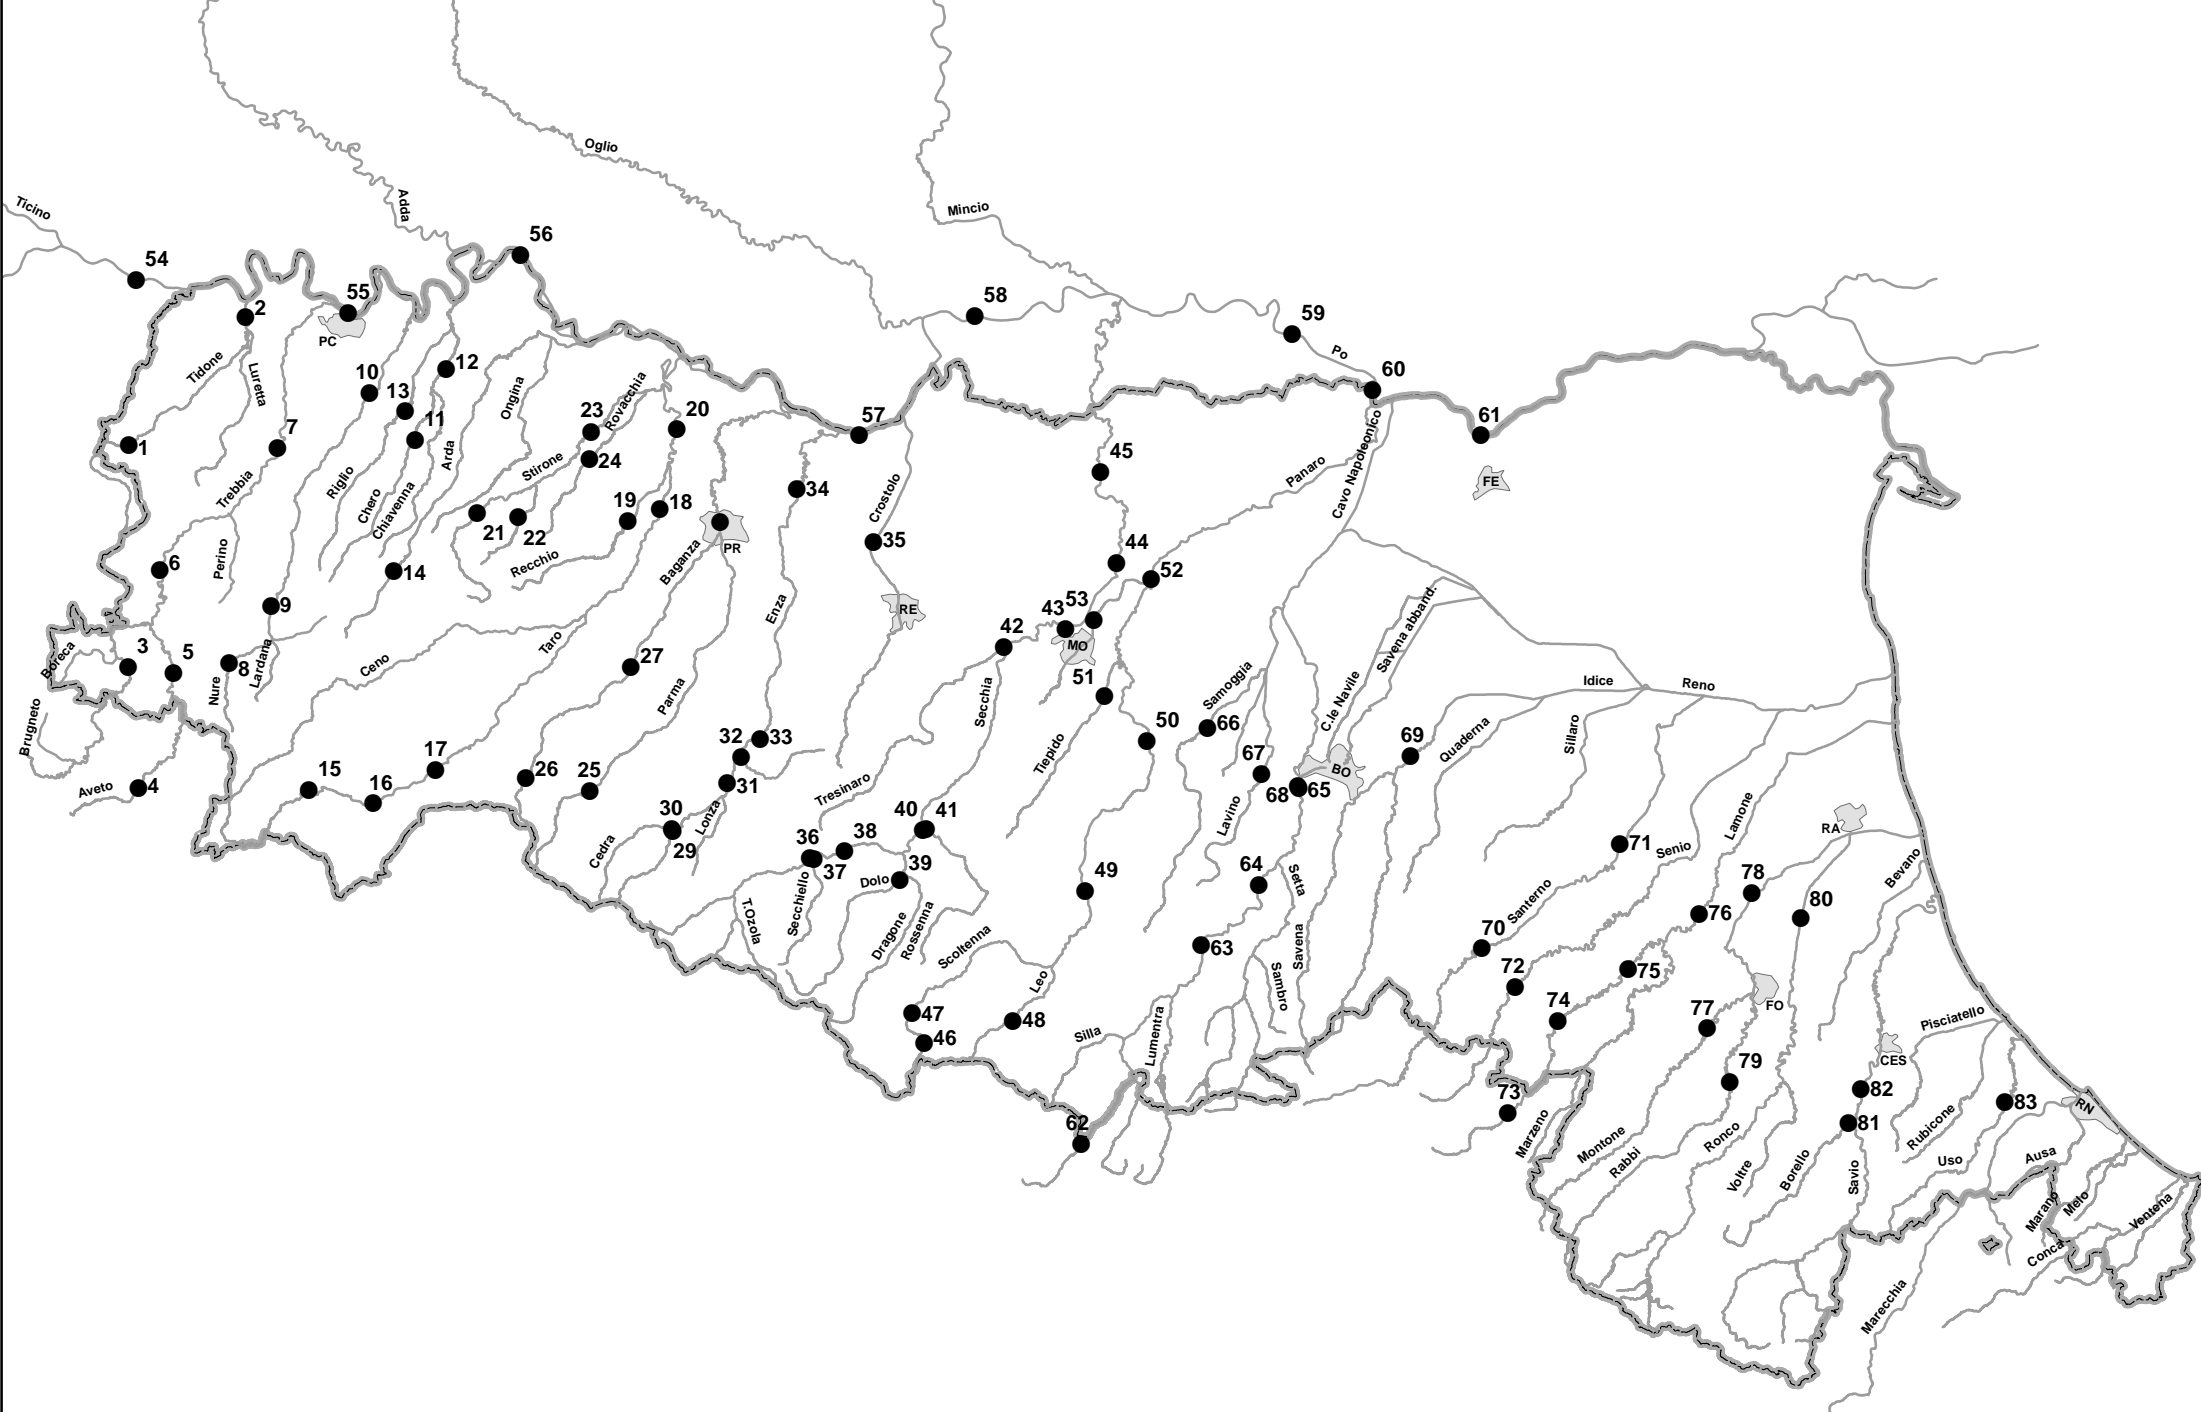 Oglio
Adda
Ticino
Mincio
56
54
55
2
58
59
PC
Po
Tidone
Luretta
12
10
60
13
Ongina
Rovacchia
57
20
61
23
11
7
1
Arda
Cavo Napoleonico
45
24
Stirone
Panaro
Trebbia
Riglio
FE
34
Crostolo
Chero
Chiavenna
19
18
21
22
35
PR
44
Perino
Recchio
Baganza
6
14
52
Enza
9
RE
43
53
Savena abband.
42
MO
Taro
3
5
Boreca
8
Lardana
Ceno
27
51
Nure
Parma
Secchia
Samoggia
Idice
Reno
C.le Navile
Brugneto
66
50
Sillaro
Quaderna
69
32
33
Tiepido
67
BO
17
26
25
31
15
16
4
Aveto
Tresinaro
68
65
30
Lonza
40
41
Lavino
Lamone
RA
29
Cedra
36
38
37
39
71
Senio
Bevano
64
78
Dolo
49
Setta
Santerno
Secchiello
T.Ozola
76
80
Dragone
Rossenna
Scoltenna
63
70
Savena
72
75
Leo
Sambro
74
FO
47
48
77
46
Silla
Lumentra
Pisciatello
CES
79
73
82
83
RN
62
Marzeno
81
Rubicone
Montone
Rabbi
Ronco
Voltre
Borello
Savio
Uso
Ausa
Marano
Melo
Ventena
Conca
Marecchia